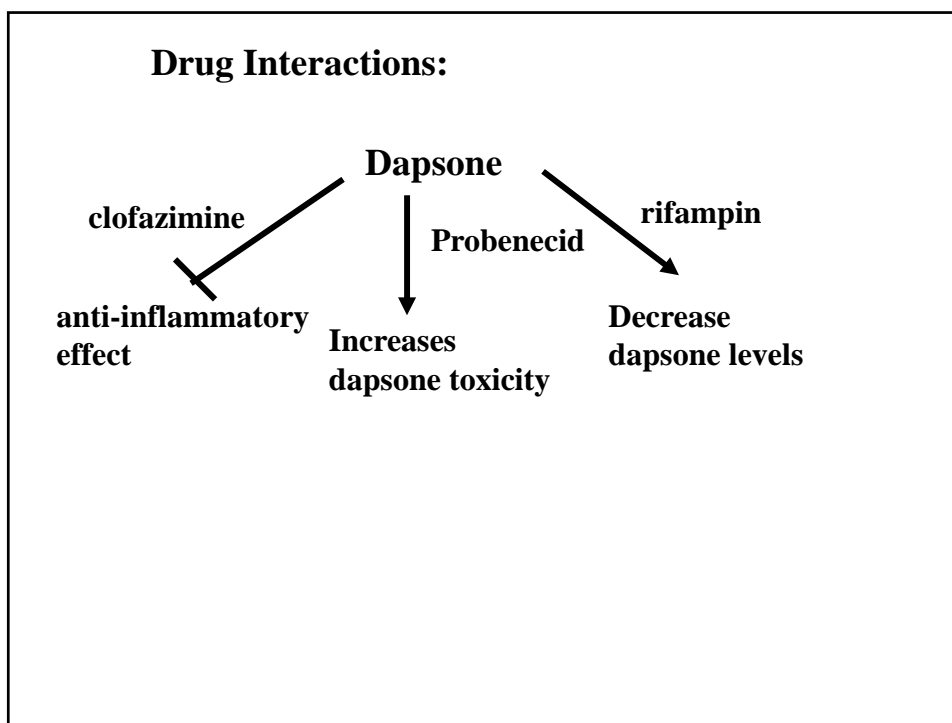 Drug Interactions:
Dapsone
clofazimine
Probenecid
rifampin
anti-inflammatory
effect
Increases
dapsone toxicity
Decrease
dapsone levels